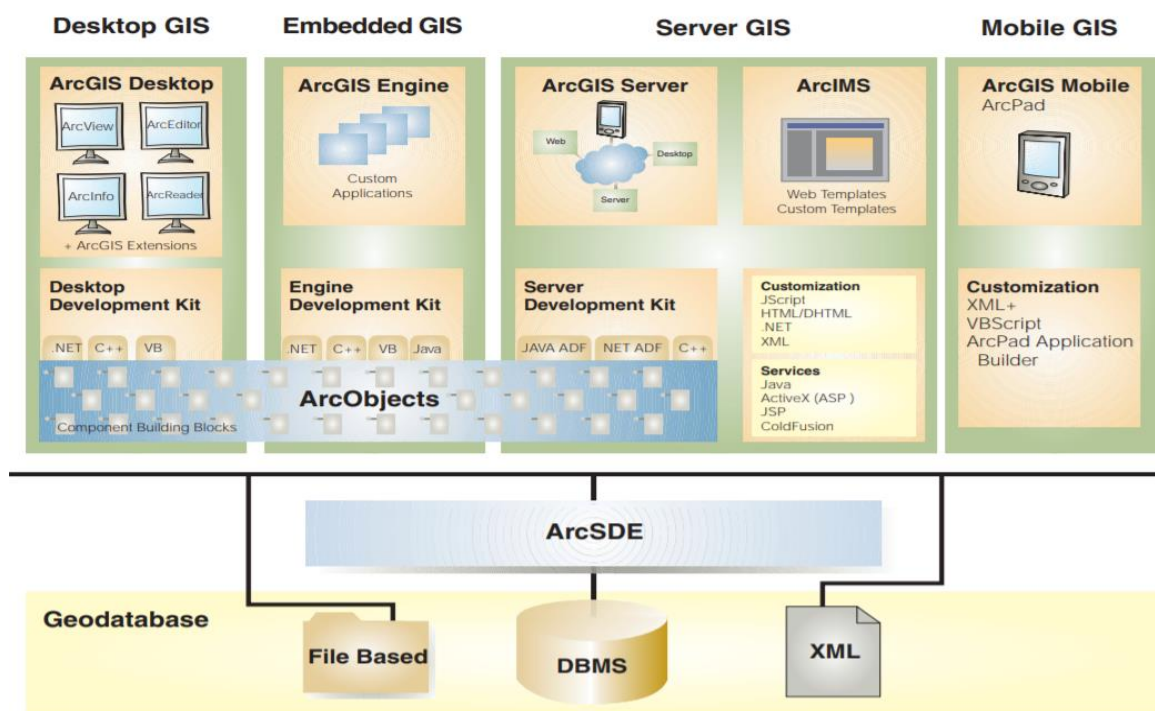 Desktop GIS
Embedded GIS
Server GIS
Mobile GIS
ArcGIS Desktop
ArcView
ArcEditor
ArcInfo
ArcReader
+ ArcGIS Extensions
ArcGIS Engine
Custom
Applications
ArcGIS Server
Web
Desktop
Server
ArcIMS
Web Templates
Custom Templates
ArcGIS Mobile
ArcPad
Desktop
Development Kit
.NET
C++
VB
Engine
Development Kit
.NET
C++
VB
Java
Server
Development Kit
JAVA ADF
NET ADF
C++
Customization
JScript
HTML/DHTML
.NET
XML
Services
Java
ActiveX (ASP )
JSP
ColdFusion
Customization
XML+
VBScript
ArcPad Application
Builder
ArcObjects
Component Building Blocks
ArcSDE
Geodatabase
File Based
DBMS
XML